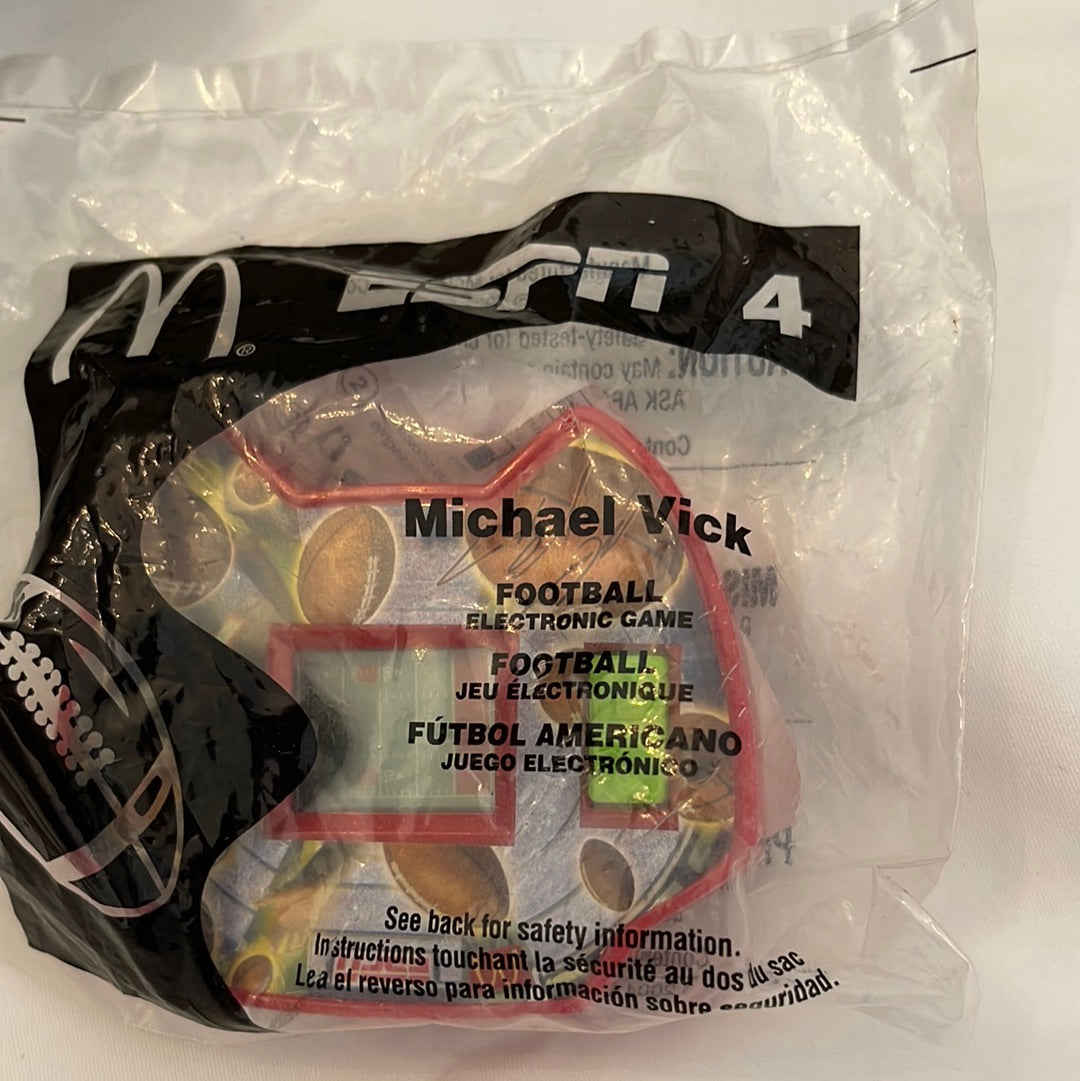 M®
ESPN 4
Michael Vick
FOOTBALL
ELECTRONIC GAME
FOOTBALL
JEU ÉLECTRONIQUE
FÚTBOL AMERICANO
JUEGO ELECTRÓNICO
See back for safety information.
Instructions touchant la sécurité au dos du sac
Lea el reverso para información sobre seguridad.